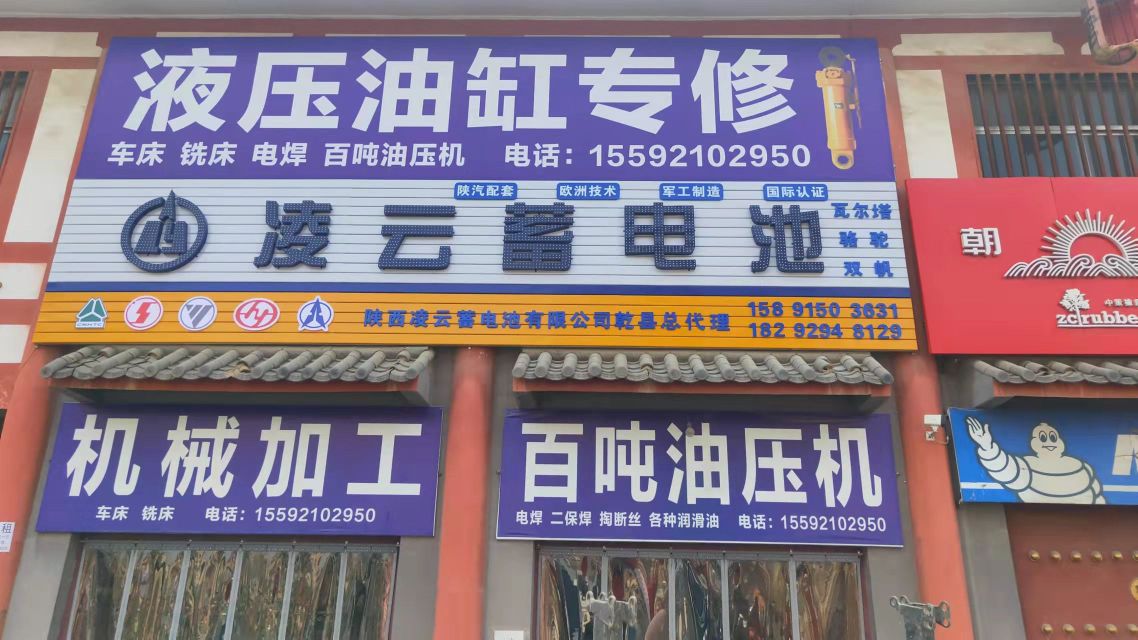 液压油缸专修
车床 铣床 电焊 百吨油压机 电话：15592102950
陕汽配套 欧洲技术 军工制造 国际认证
凌云蓄电池
瓦尔塔
骆驼
双帆
陕西凌云蓄电池有限公司乾县总代理
158 9150 3631
182 9294 8129
CNHTC
朝
zc rubbe
机械加工
车床 铣床 电话：15592102950
百吨油压机
电焊 二保焊 掏断丝 各种润滑油 电话：15592102950
租